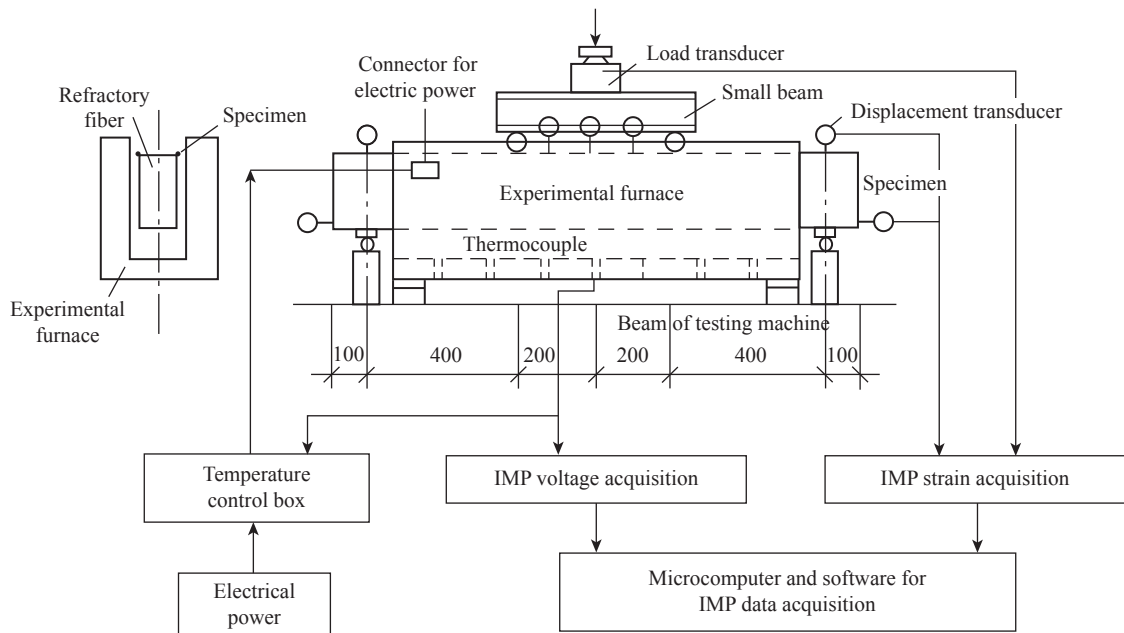 Load transducer
Connector for
electric power
Small beam
Refractory
fiber
Specimen
Displacement transducer
Experimental furnace
Specimen
Thermocouple
Experimental
furnace
Beam of testing machine
100
400
200
200
400
100
Temperature
control box
IMP voltage acquisition
IMP strain acquisition
Electrical
power
Microcomputer and software for
IMP data acquisition